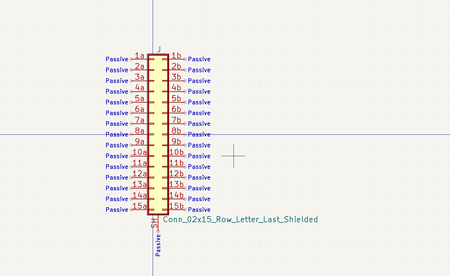 J
Passive 1a 1b Passive
Passive 2a 2b Passive
Passive 3a 3b Passive
Passive 4a 4b Passive
Passive 5a 5b Passive
Passive 6a 6b Passive
Passive 7a 7b Passive
Passive 8a 8b Passive
Passive 9a 9b Passive
Passive 10a 10b Passive
Passive 11a 11b Passive
Passive 12a 12b Passive
Passive 13a 13b Passive
Passive 14a 14b Passive
Passive 15a 15b Passive
SH Conn_02x15_Row_Letter_Last_Shielded
Passive